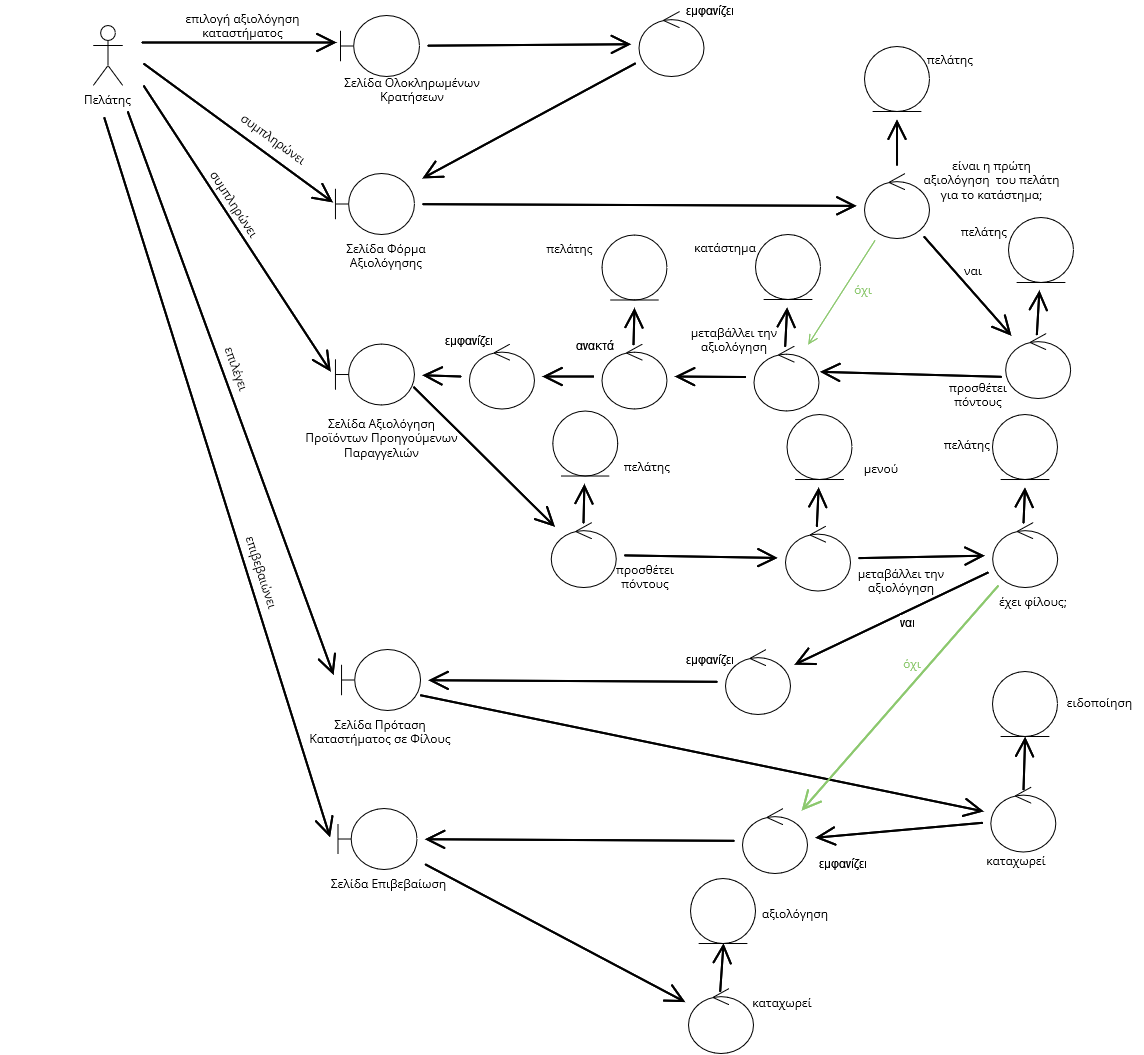 επιλογή αξιολόγηση
καταστήματος
εμφανίζει
Πελάτης
Σελίδα Ολοκληρωμένων
Κρατήσεων
πελάτης
συμπληρώνει
είναι η πρώτη
αξιολόγηση του πελάτη
για το κατάστημα;
συμπληρώνει
Σελίδα Φόρμα
Αξιολόγησης
πελάτης
κατάστημα
πελάτης
ναι
όχι
εμφανίζει
ανακτά
μεταβάλλει την
αξιολόγηση
επιλέγει
προσθέτει
πόντους
Σελίδα Αξιολόγηση
Προϊόντων Προηγούμενων
Παραγγελιών
πελάτης
μενού
πελάτης
επιβεβαιώνει
προσθέτει
πόντους
μεταβάλλει την
αξιολόγηση
έχει φίλους;
ναι
εμφανίζει
όχι
Σελίδα Πρόταση
Καταστήματος σε Φίλους
ειδοποίηση
εμφανίζει
καταχωρεί
Σελίδα Επιβεβαίωση
αξιολόγηση
καταχωρεί